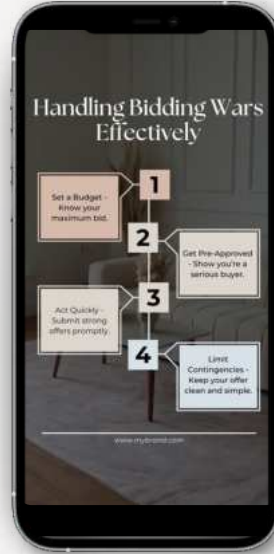 Handling Bidding Wars
Effectively
1
Set a Budget -
Know your
maximum bid.
2
Get Pre-Approved
- Show you're a
serious buyer.
3
Act Quickly -
Submit strong
offers promptly.
4
Limit
Contingencies -
Keep your offer
clean and simple.
www.mybrand.com